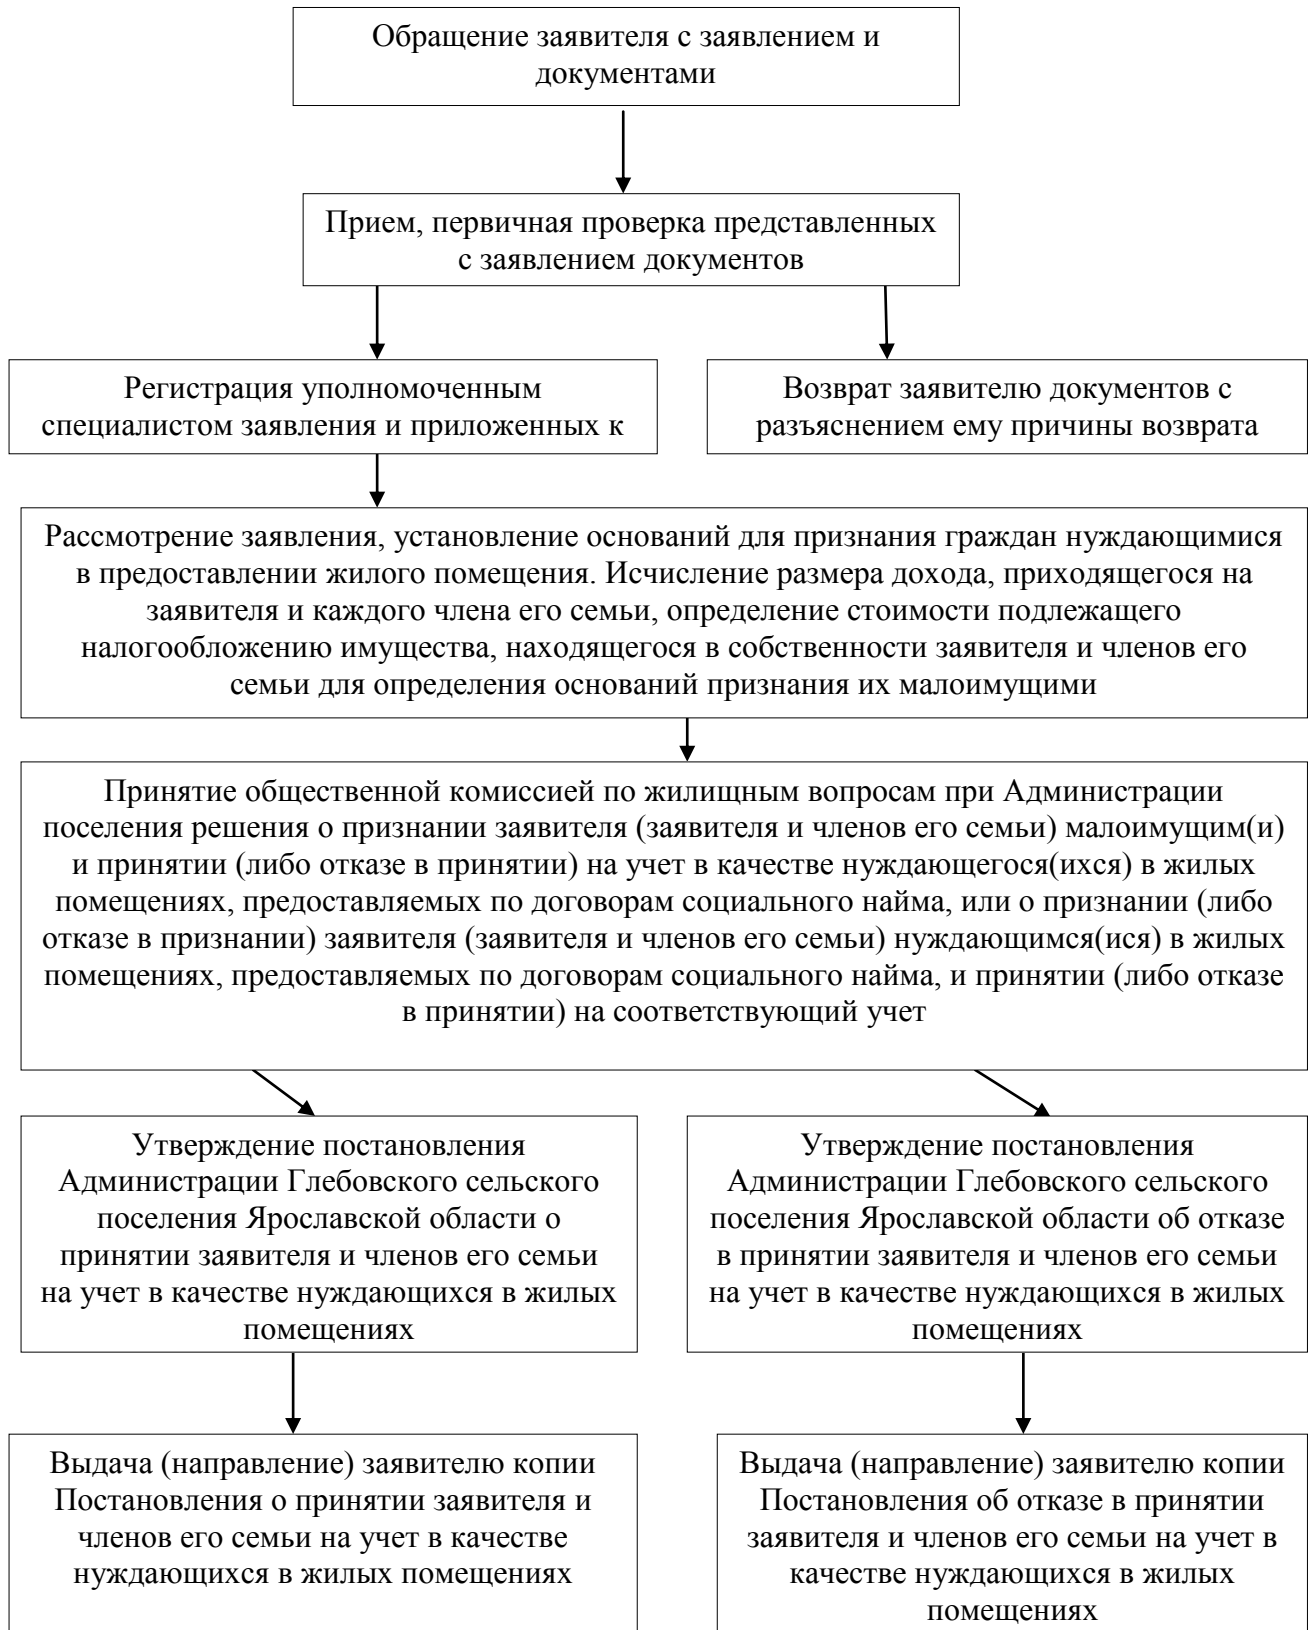 Обращение заявителя с заявлением и
документами
Прием, первичная проверка представленных
с заявлением документов
Регистрация уполномоченным
специалистом заявления и приложенных к
Возврат заявителю документов с
разъяснением ему причины возврата
Рассмотрение заявления, установление оснований для признания граждан нуждающимися
в предоставлении жилого помещения. Исчисление размера дохода, приходящегося на
заявителя и каждого члена его семьи, определение стоимости подлежащего
налогообложению имущества, находящегося в собственности заявителя и членов его
семьи для определения оснований признания их малоимущими
Принятие общественной комиссией по жилищным вопросам при Администрации
поселения решения о признании заявителя (заявителя и членов его семьи) малоимущим(и)
и принятии (либо отказе в принятии) на учет в качестве нуждающегося(ихся) в жилых
помещениях, предоставляемых по договорам социального найма, или о признании (либо
отказе в признании) заявителя (заявителя и членов его семьи) нуждающимся(ися) в жилых
помещениях, предоставляемых по договорам социального найма, и принятии (либо отказе
в принятии) на соответствующий учет
Утверждение постановления
Администрации Глебовского сельского
поселения Ярославской области о
принятии заявителя и членов его семьи
на учет в качестве нуждающихся в жилых
помещениях
Утверждение постановления
Администрации Глебовского сельского
поселения Ярославской области об отказе
в принятии заявителя и членов его семьи
на учет в качестве нуждающихся в жилых
помещениях
Выдача (направление) заявителю копии
Постановления о принятии заявителя и
членов его семьи на учет в качестве
нуждающихся в жилых помещениях
Выдача (направление) заявителю копии
Постановления об отказе в принятии
заявителя и членов его семьи на учет в
качестве нуждающихся в жилых
помещениях